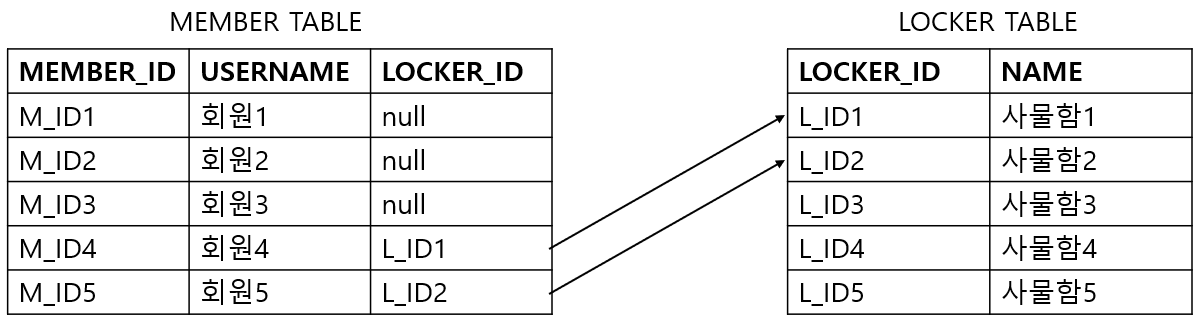 MEMBER TABLE
MEMBER_ID USERNAME LOCKER_ID
M_ID1 회원1 null
M_ID2 회원2 null
M_ID3 회원3 null
M_ID4 회원4 L_ID1
M_ID5 회원5 L_ID2
LOCKER TABLE
LOCKER_ID NAME
L_ID1 사물함1
L_ID2 사물함2
L_ID3 사물함3
L_ID4 사물함4
L_ID5 사물함5